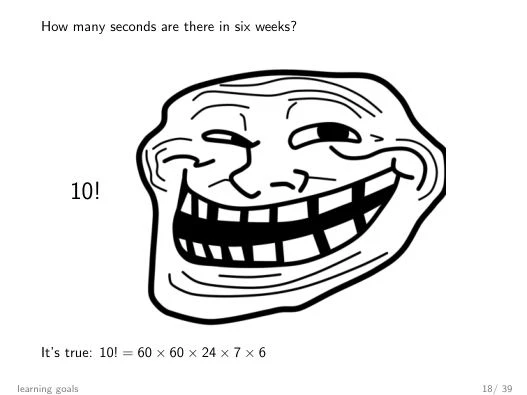 How many seconds are there in six weeks?
10!
It's true: 10! = 60 × 60 × 24 × 7 × 6
learning goals 18/ 39